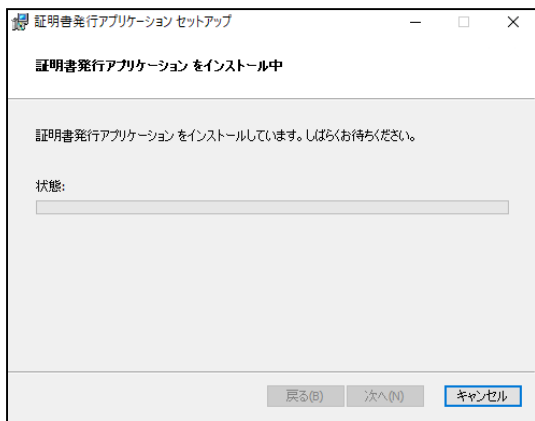 証明書発行アプリケーション セットアップ
証明書発行アプリケーション をインストール中
証明書発行アプリケーション をインストールしています。しばらくお待ちください。
状態:
戻る(B) 次へ(N) キャンセル